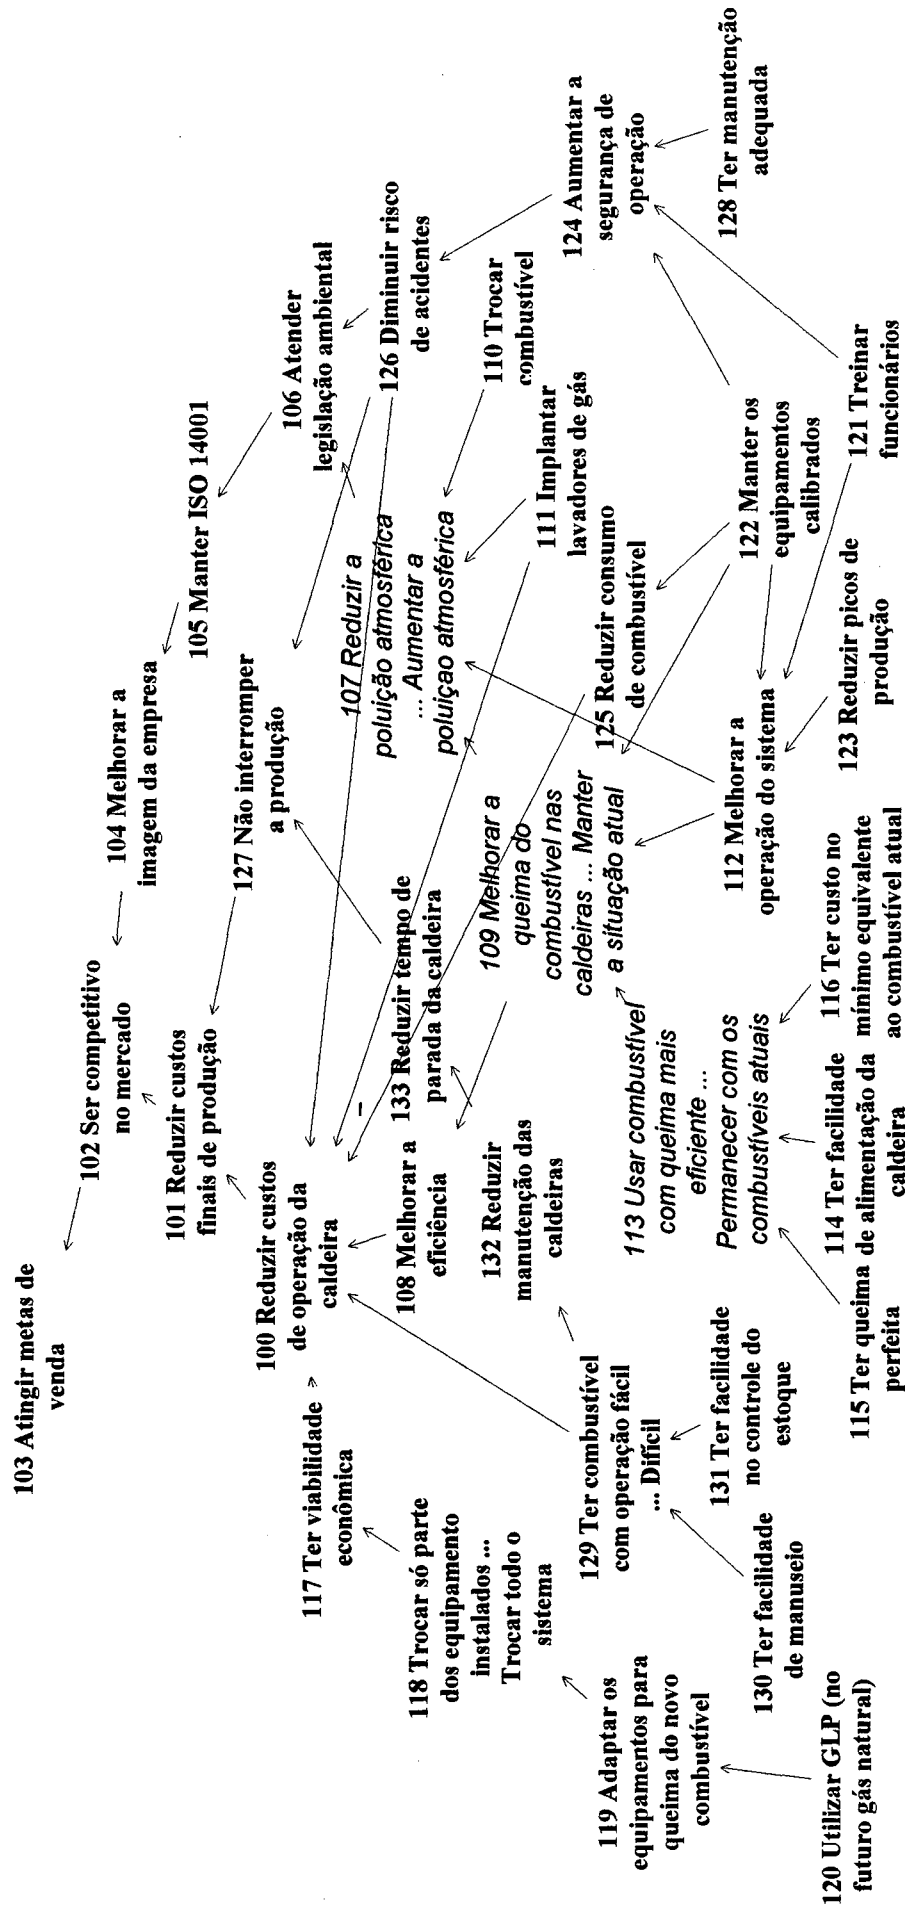 103 Atingir metas de
venda
102 Ser competitivo
no mercado
104 Melhorar a
imagem da empresa
105 Manter ISO 14001
106 Atender
legislação ambiental
101 Reduzir custos
finais de produção
127 Não interromper
a produção
126 Diminuir risco
de acidentes
117 Ter viabilidade
econômica
100 Reduzir custos
de operação da
caldeira
107 Reduzir a
poluição atmosférica
... Aumentar a
poluiçao atmosférica
110 Trocar
combustível
111 Implantar
lavadores de gás
124 Aumentar a
segurança de
operação
118 Trocar só parte
dos equipamento
instalados ...
Trocar todo o
sistema
108 Melhorar a
eficiência
–
133 Reduzir tempo de
parada da caldeira
109 Melhorar a
queima do
combustível nas
caldeiras ... Manter
a situação atual
125 Reduzir consumo
de combustível
132 Reduzir
manutenção das
caldeiras
129 Ter combustível
com operação fácil
... Difícil
113 Usar combustível
com queima mais
eficiente ...
Permanecer com os
combustíveis atuais
112 Melhorar a
operação do sistema
122 Manter os
equipamentos
calibrados
128 Ter manutenção
adequada
119 Adaptar os
equipamentos para
queima do novo
combustível
131 Ter facilidade
no controle do
estoque
130 Ter facilidade
de manuseio
123 Reduzir picos de
produção
121 Treinar
funcionários
120 Utilizar GLP (no
futuro gás natural)
115 Ter queima
perfeita
114 Ter facilidade
de alimentação da
caldeira
116 Ter custo no
mínimo equivalente
ao combustível atual